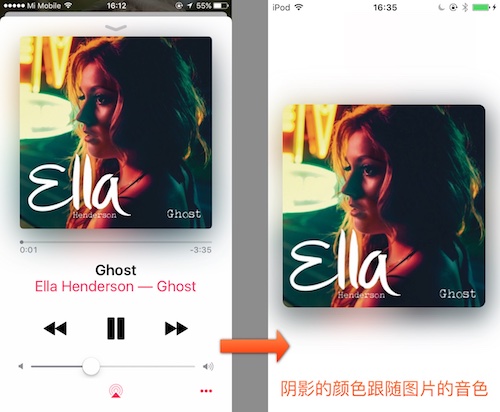 Mi Mobile
16:12
55%
Ella
Henderson
Ghost
0:01
-3:35
Ghost
Ella Henderson — Ghost
iPod
16:35
Ella
Henderson
Ghost
阴影的颜色跟随图片的音色